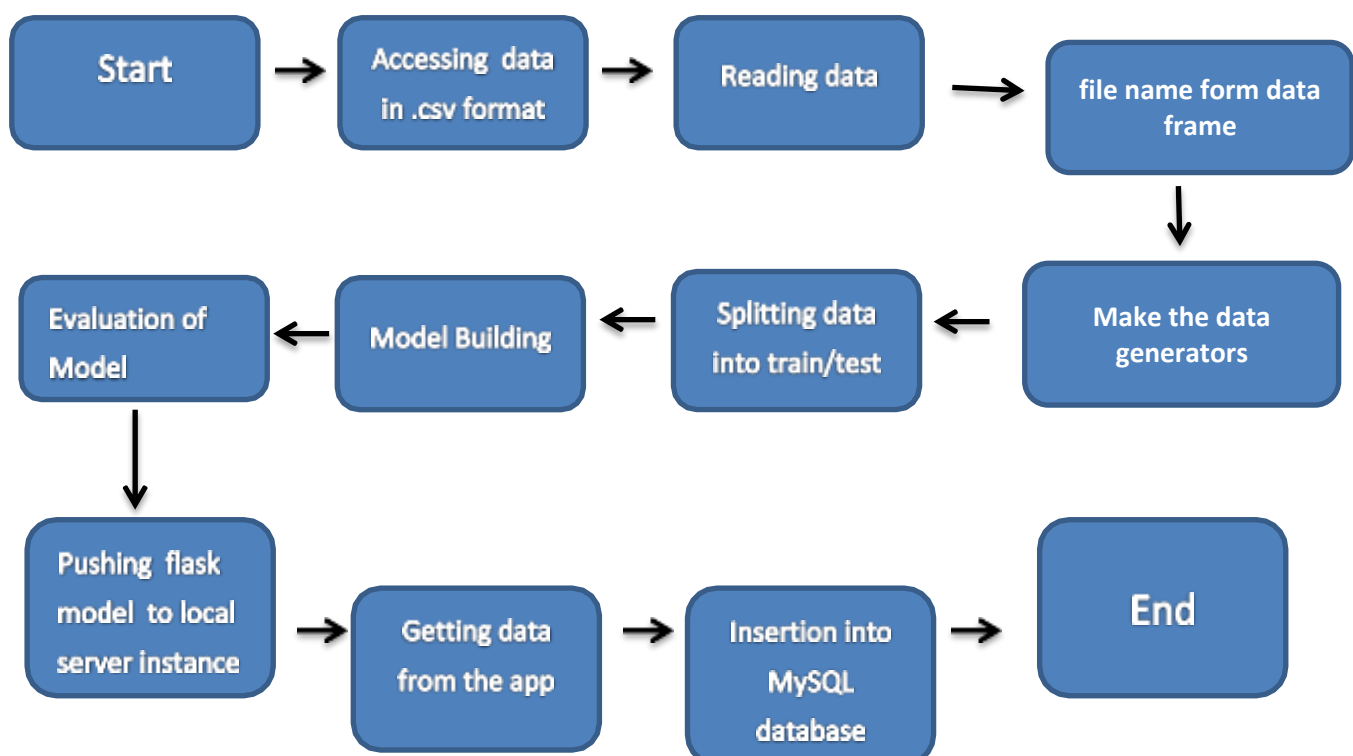 Start
Accessing data
in .csv format
Reading data
file name form data
frame
Make the data
generators
Splitting data
into train/test
Model Building
Evaluation of
Model
Pushing flask
model to local
server instance
Getting data
from the app
Insertion into
MySQL
database
End